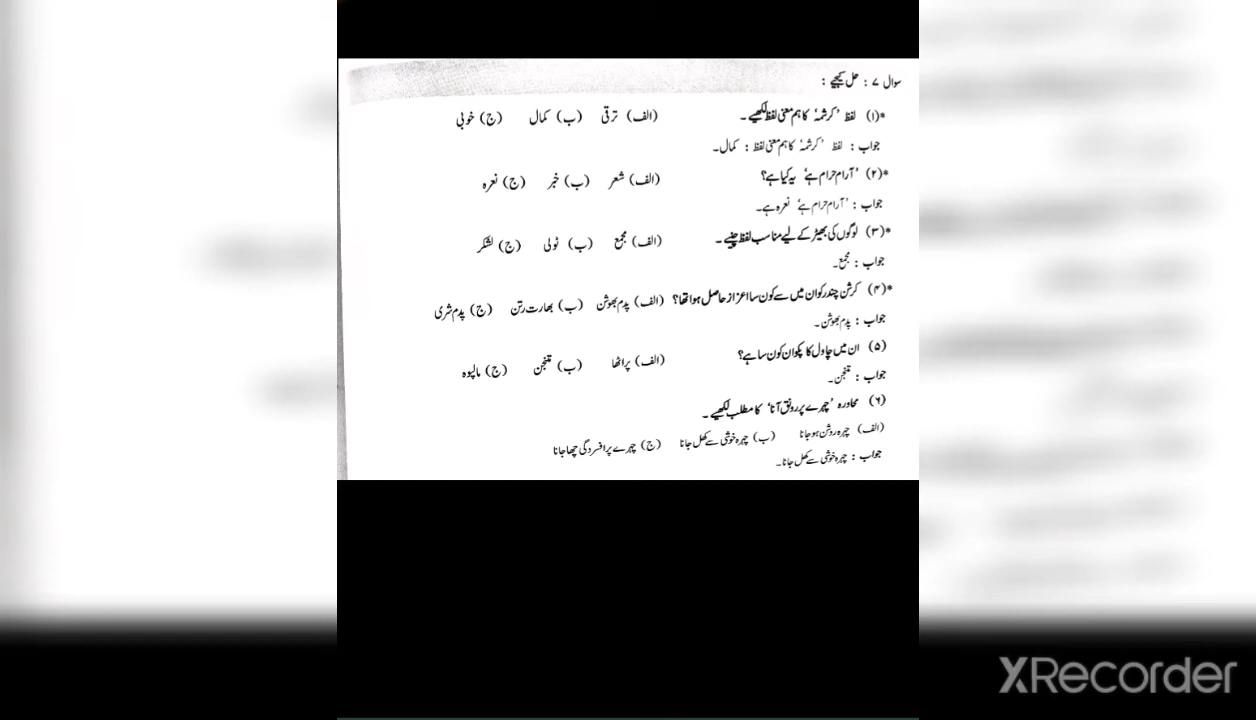 سوال ۷ : حل کیجیے :
*(۱) لفظ ’کرشمہ‘ کا ہم معنی لفظ لکھیے ۔ (الف) ترقی (ب) کمال (ج) خوبی
جواب : لفظ ’کرشمہ‘ کا ہم معنی لفظ : کمال۔
*(۲) ’آرام حرام ہے‘ یہ کیا ہے؟ (الف) شعر (ب) خبر (ج) نعرہ
جواب : ’آرام حرام ہے‘ نعرہ ہے۔
*(۳) لوگوں کی بھیڑ کے لیے مناسب لفظ چنیے ۔ (الف) مجمع (ب) ٹولی (ج) لشکر
جواب : مجمع۔
*(۴) کرشن چندر کو ان میں سے کون سا اعزاز حاصل ہوا تھا؟ (الف) پدم بھوشن (ب) بھارت رتن (ج) پدم شری
جواب : پدم بھوشن ۔
(۵) ان میں چاول کا پکوان کون سا ہے؟ (الف) پراٹھا (ب) متنجن (ج) مالپوہ
جواب : متنجن۔
(۶) محاورہ ’چہرے پر رونق آنا‘ کا مطلب لکھیے ۔
(الف) چہرہ روشن ہو جانا (ب) چہرہ خوشی سے کھل جانا (ج) چہرے پر افسردگی چھا جانا
جواب : چہرہ خوشی سے کھل جانا۔
XRecorder